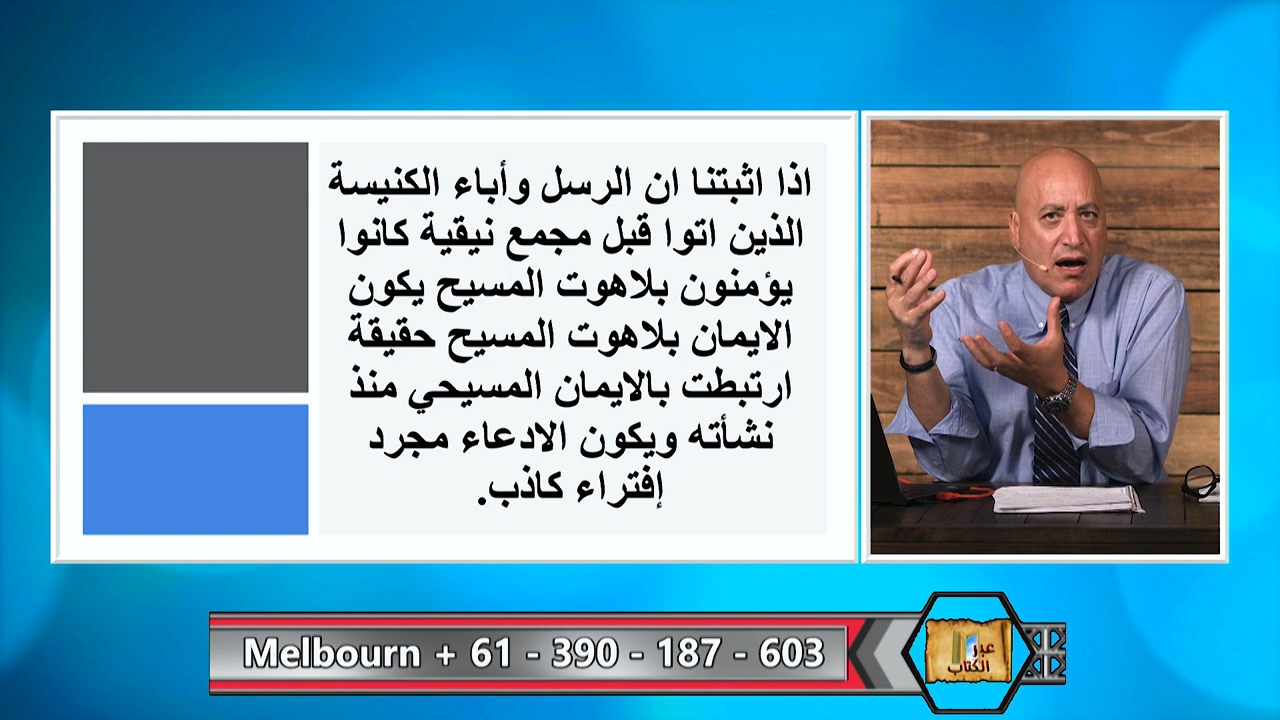 اذا اثبتنا ان الرسل وأباء الكنيسة
الذين اتوا قبل مجمع نيقية كانوا
يؤمنون بلاهوت المسيح يكون
الايمان بلاهوت المسيح حقيقة
ارتبطت بالايمان المسيحي منذ
نشأته ويكون الادعاء مجرد
إفتراء كاذب.
Melbourn + 61 - 390 - 187 - 603
عبر
الكتاب